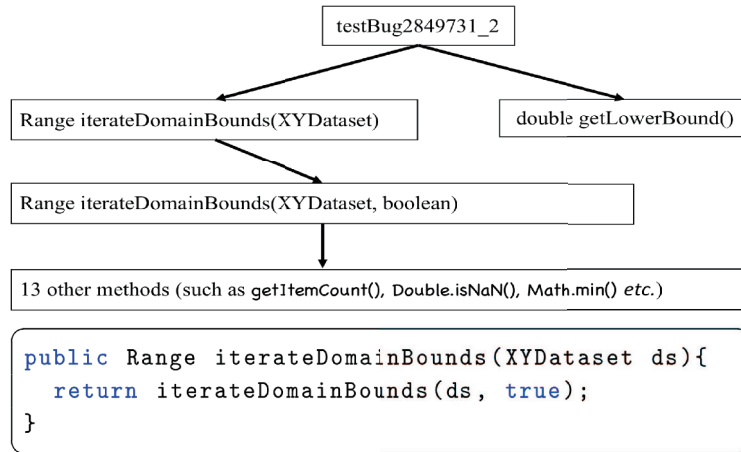 testBug2849731_2
Range iterateDomainBounds(XYDataset)
double getLowerBound()
Range iterateDomainBounds(XYDataset, boolean)
13 other methods (such as getItemCount(), Double.isNaN(), Math.min() etc.)
public Range iterateDomainBounds(XYDataset ds){
return iterateDomainBounds(ds, true);
}